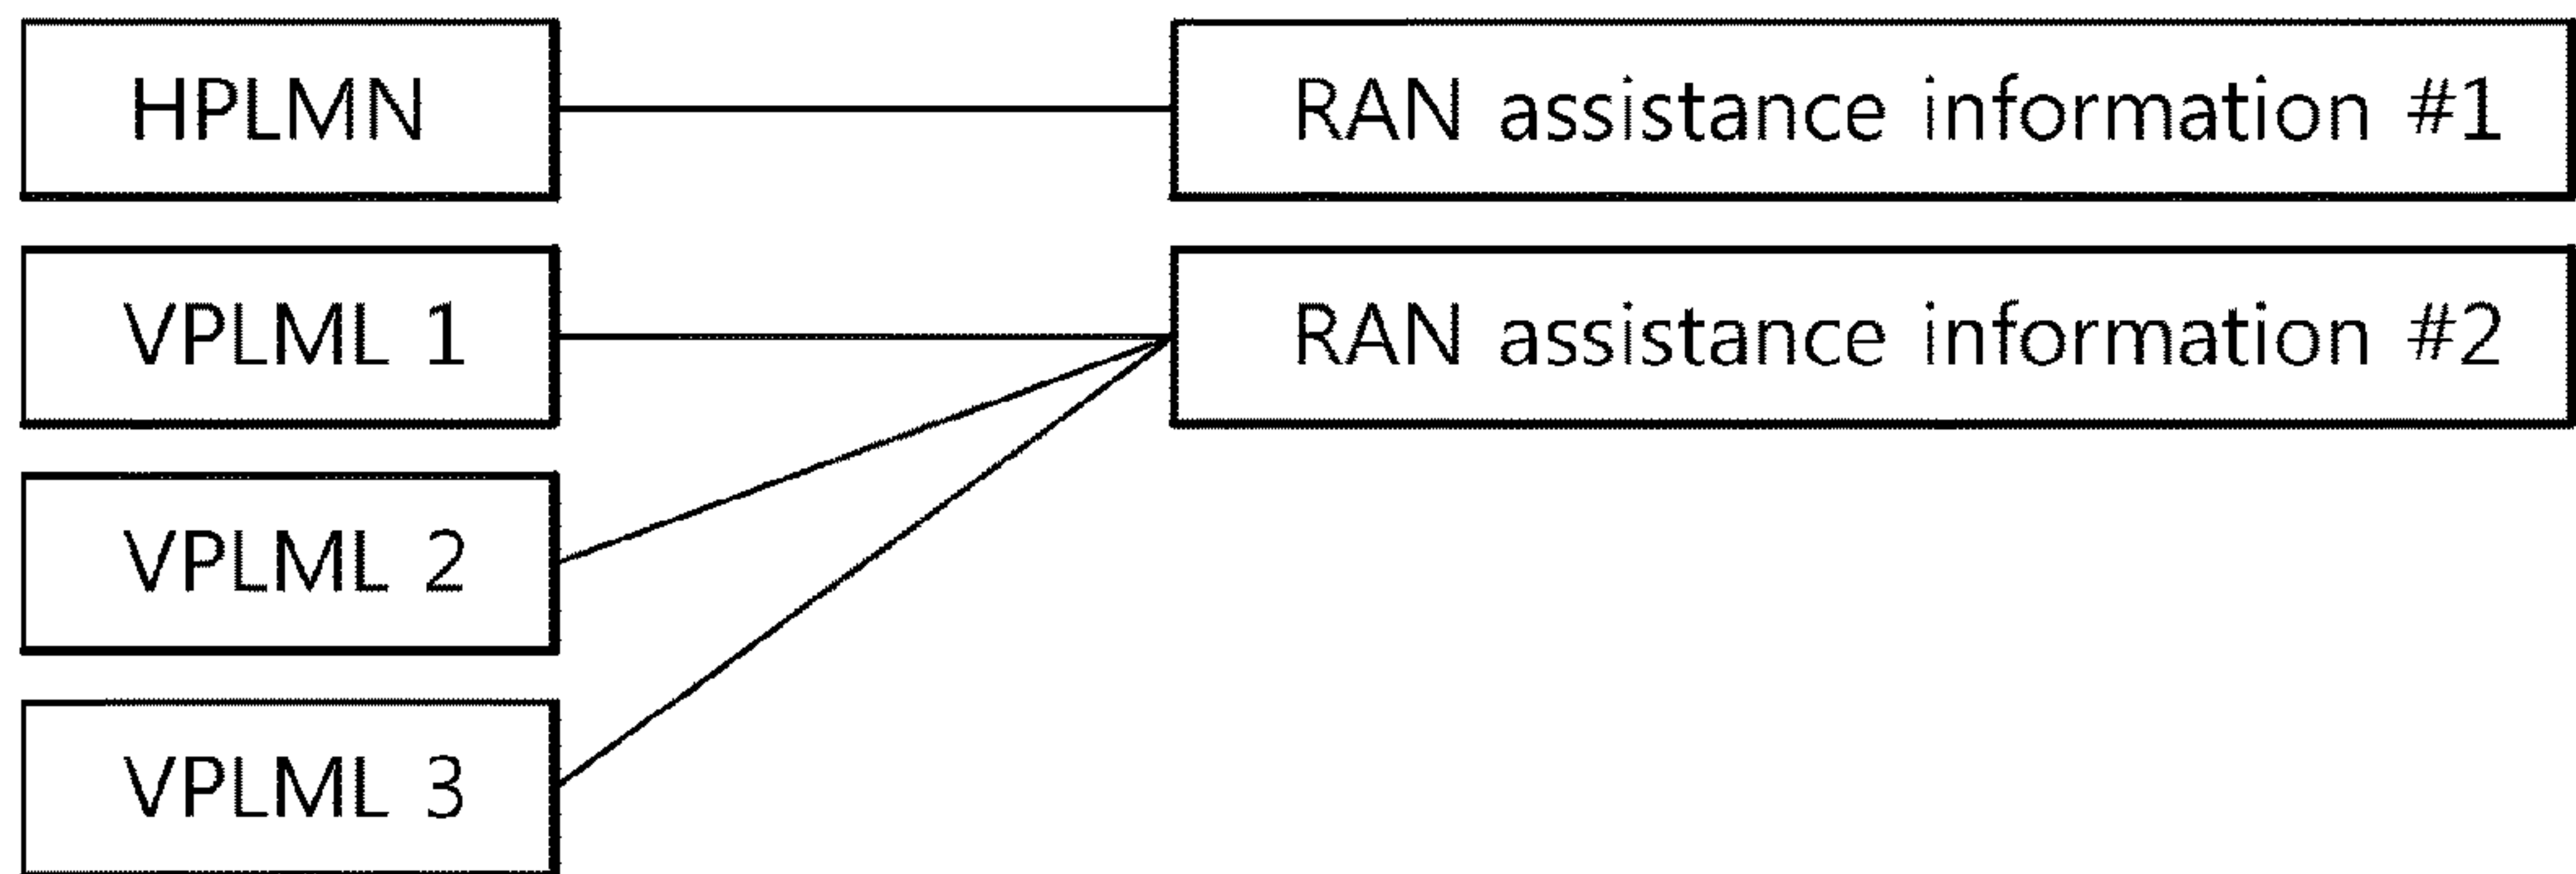 HPLMN
RAN assistance information #1
VPLML 1
RAN assistance information #2
VPLML 2
VPLML 3